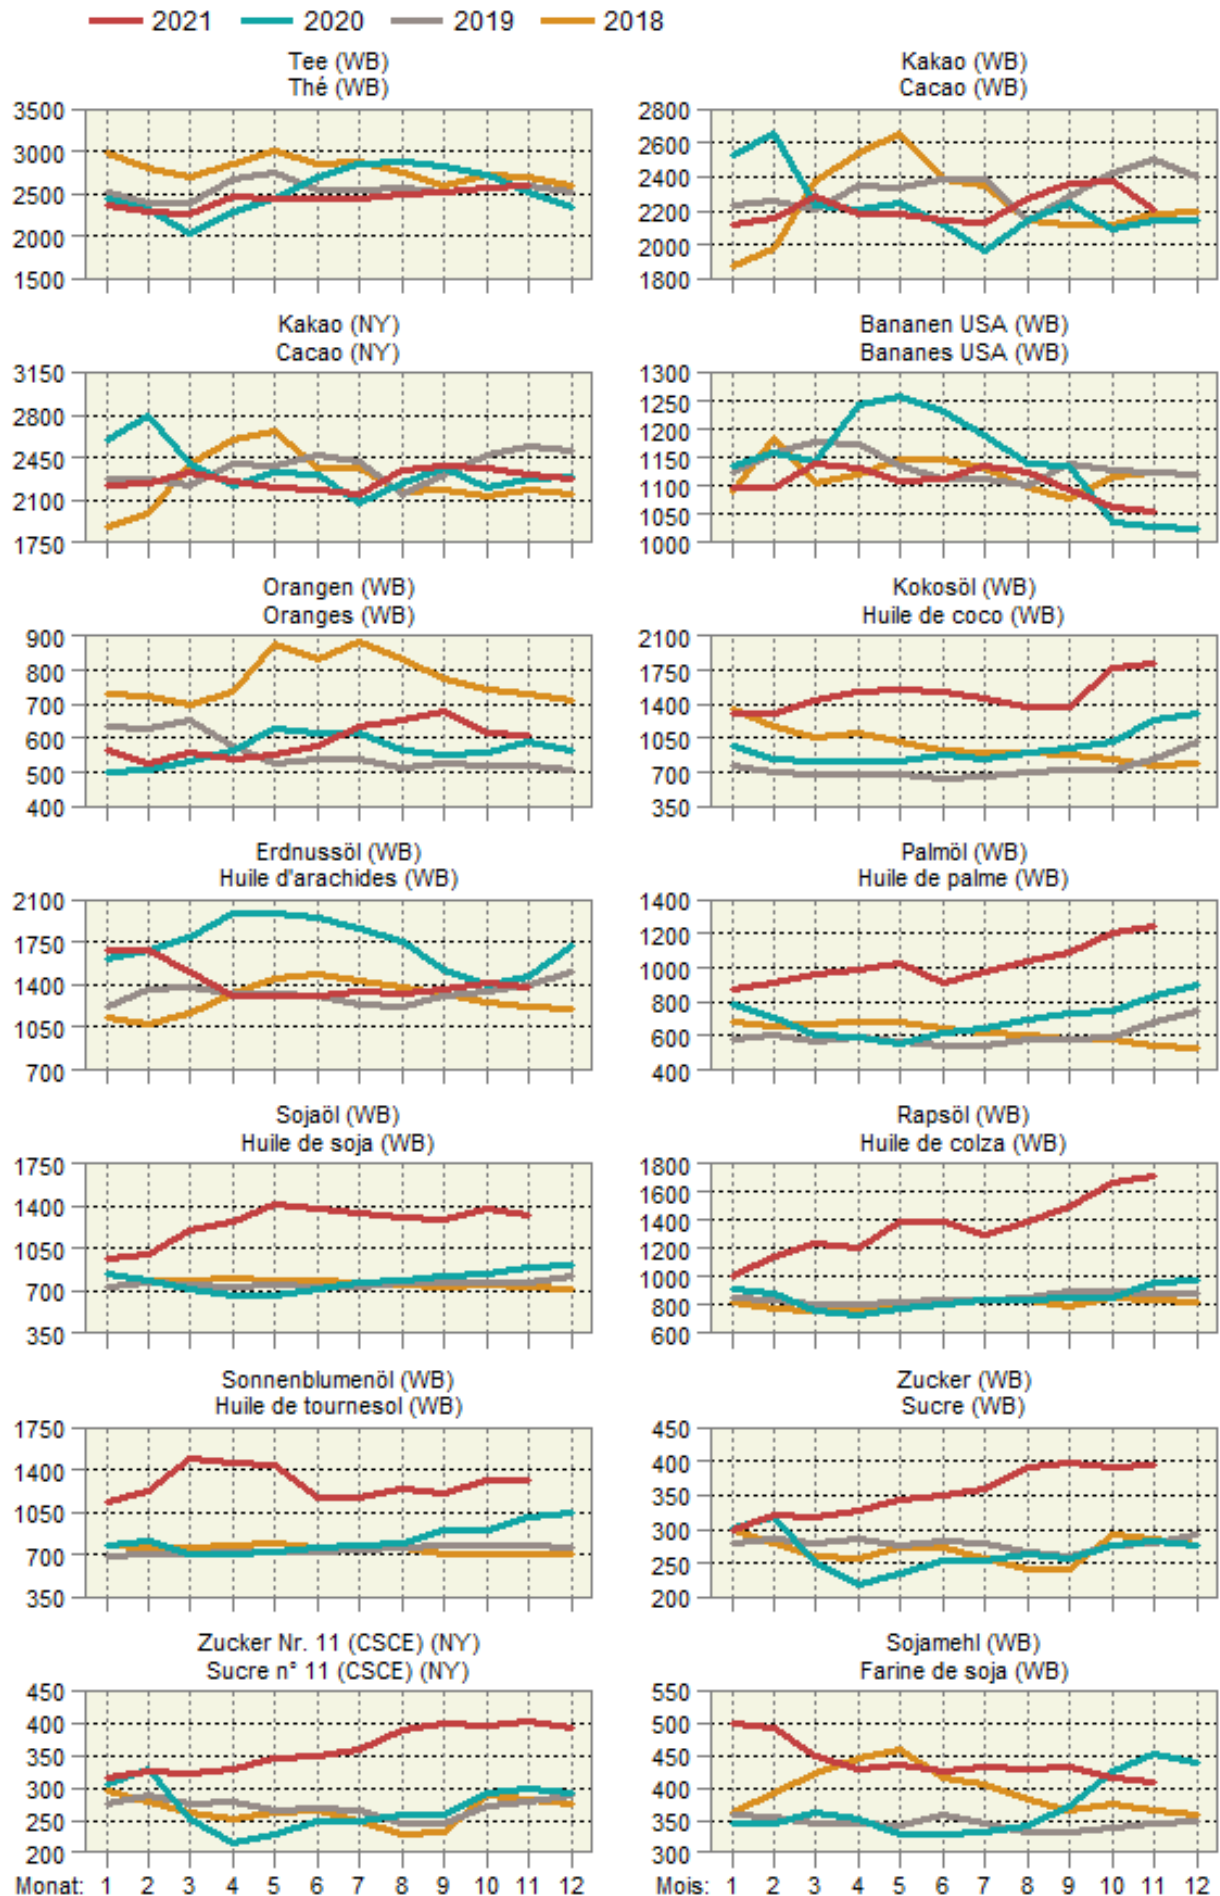 2021 2020 2019 2018
Tee (WB)
Thé (WB)
3500
3000
2500
2000
1500
Kakao (WB)
Cacao (WB)
2800
2600
2400
2200
2000
1800
Kakao (NY)
Cacao (NY)
3150
2800
2450
2100
1750
Bananen USA (WB)
Bananes USA (WB)
1300
1250
1200
1150
1100
1050
1000
Orangen (WB)
Oranges (WB)
900
800
700
600
500
400
Kokosöl (WB)
Huile de coco (WB)
2100
1750
1400
1050
700
350
Erdnussöl (WB)
Huile d'arachides (WB)
2100
1750
1400
1050
700
Palmöl (WB)
Huile de palme (WB)
1400
1200
1000
800
600
400
Sojaöl (WB)
Huile de soja (WB)
1750
1400
1050
700
350
Rapsöl (WB)
Huile de colza (WB)
1800
1600
1400
1200
1000
800
600
Sonnenblumenöl (WB)
Huile de tournesol (WB)
1750
1400
1050
700
350
Zucker (WB)
Sucre (WB)
450
400
350
300
250
200
Zucker Nr. 11 (CSCE) (NY)
Sucre n° 11 (CSCE) (NY)
450
400
350
300
250
200
Monat: 1 2 3 4 5 6 7 8 9 10 11 12
Sojamehl (WB)
Farine de soja (WB)
550
500
450
400
350
300
Mois: 1 2 3 4 5 6 7 8 9 10 11 12